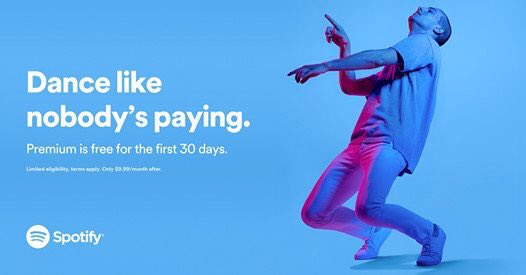 Dance like
nobody's paying.
Premium is free for the first 30 days.
Limited eligibility, terms apply. Only $9.99/month after.
Spotify®